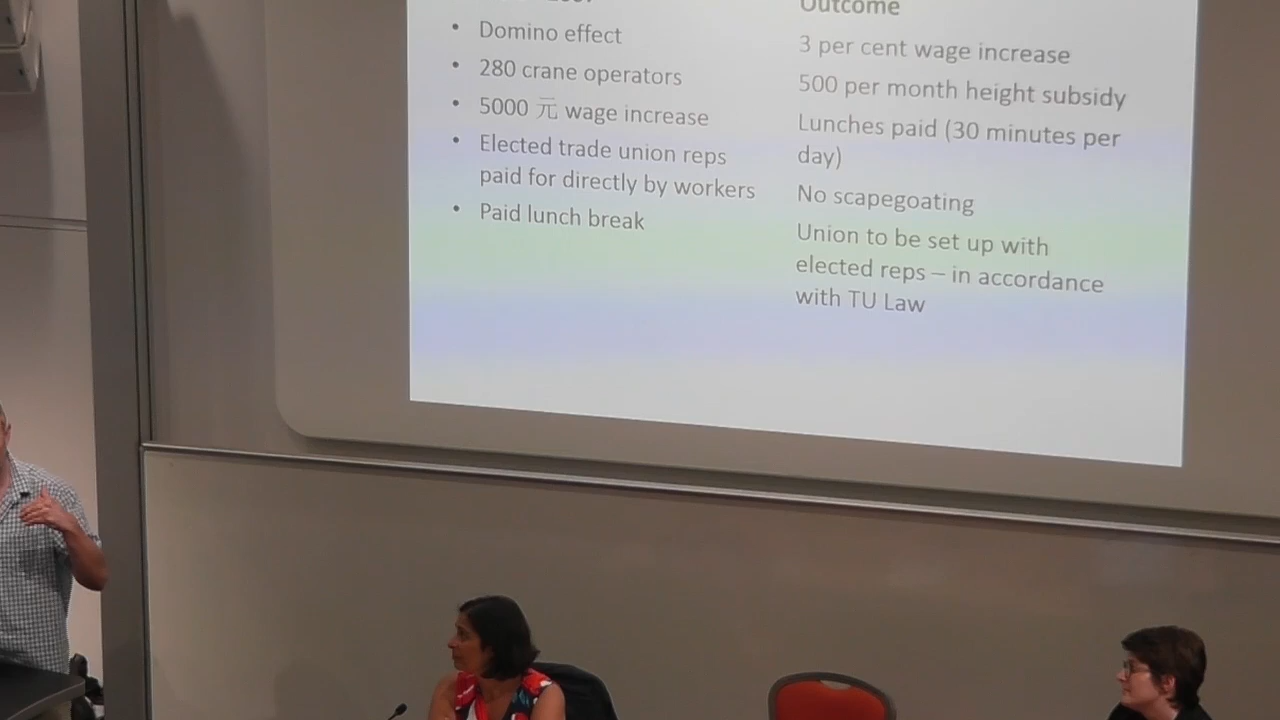 Domino effect
280 crane operators
5000 元 wage increase
Elected trade union reps
paid for directly by workers
Paid lunch break
Outcome
3 per cent wage increase
500 per month height subsidy
Lunches paid (30 minutes per
day)
No scapegoating
Union to be set up with
elected reps – in accordance
with TU Law